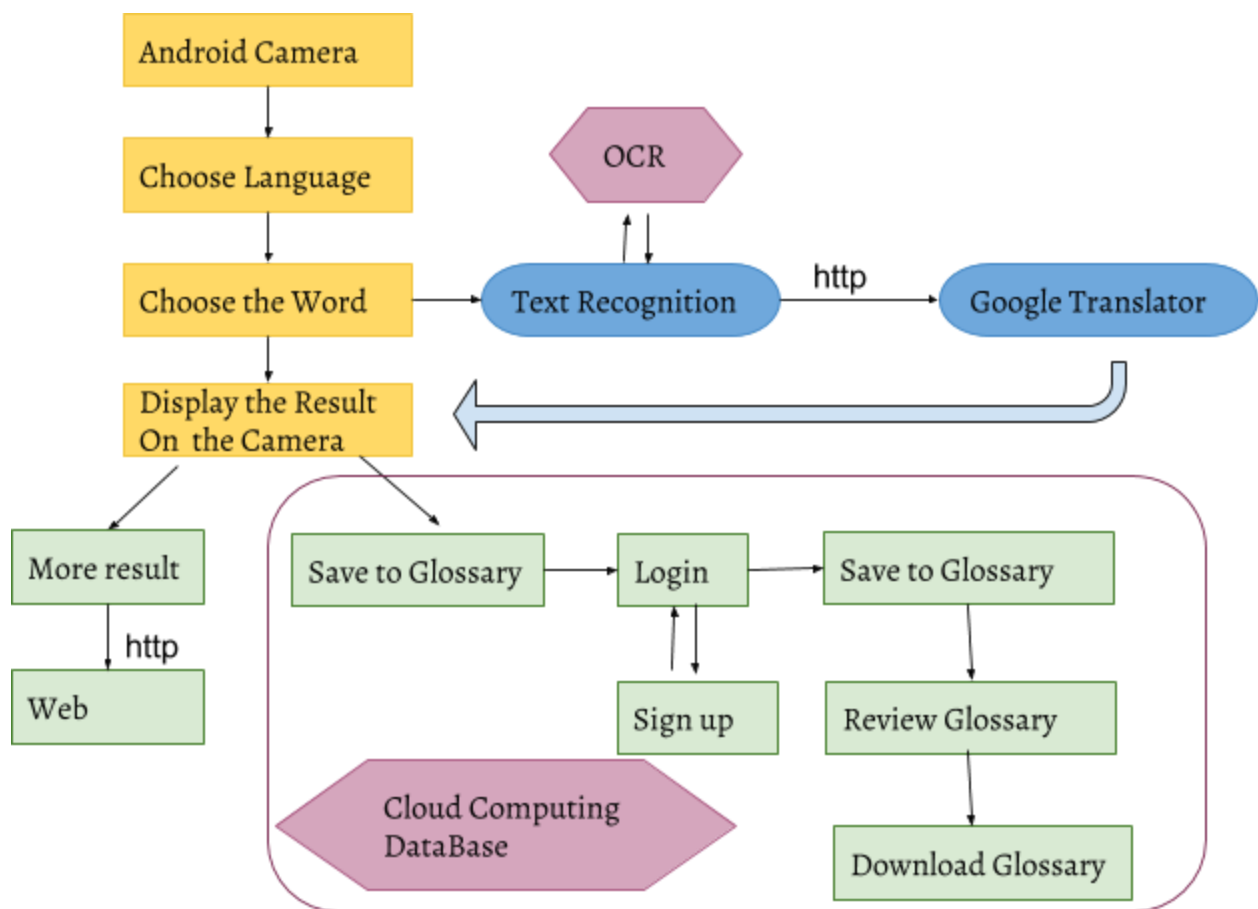 Android Camera
OCR
Choose Language
http
Choose the Word
Text Recognition
Google Translator
Display the Result
On the Camera
More result
Save to Glossary
Login
Save to Glossary
http
Web
Sign up
Review Glossary
Cloud Computing
DataBase
Download Glossary